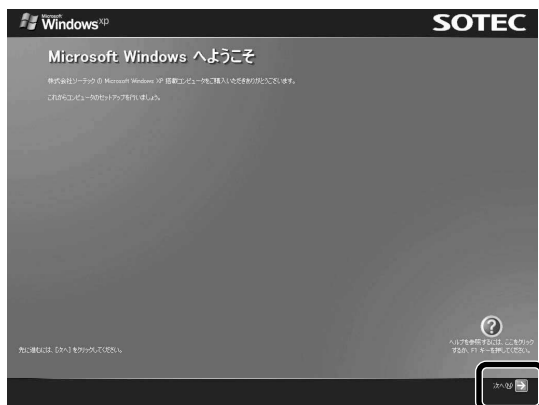 Microsoft
Windows xp
SOTEC
Microsoft Windows へようこそ
株式会社ソーテック の Microsoft Windows XP 搭載コンピュータをご購入いただきありがとうございます。
これからコンピュータのセットアップを行いましょう。
ヘルプを参照するには、ここをクリック
するか、F1 キーを押してください。
先に進むには、[次へ] をクリックしてください。
次へ(N)